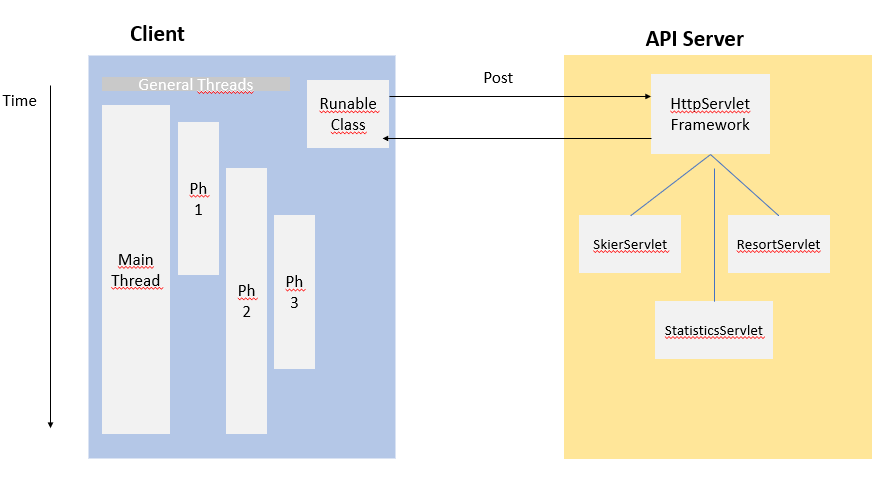 Client
API Server
General Threads
Time
Runable
Class
Post
HttpServlet
Framework
Main
Thread
Ph
1
Ph
2
Ph
3
SkierServlet
ResortServlet
StatisticsServlet